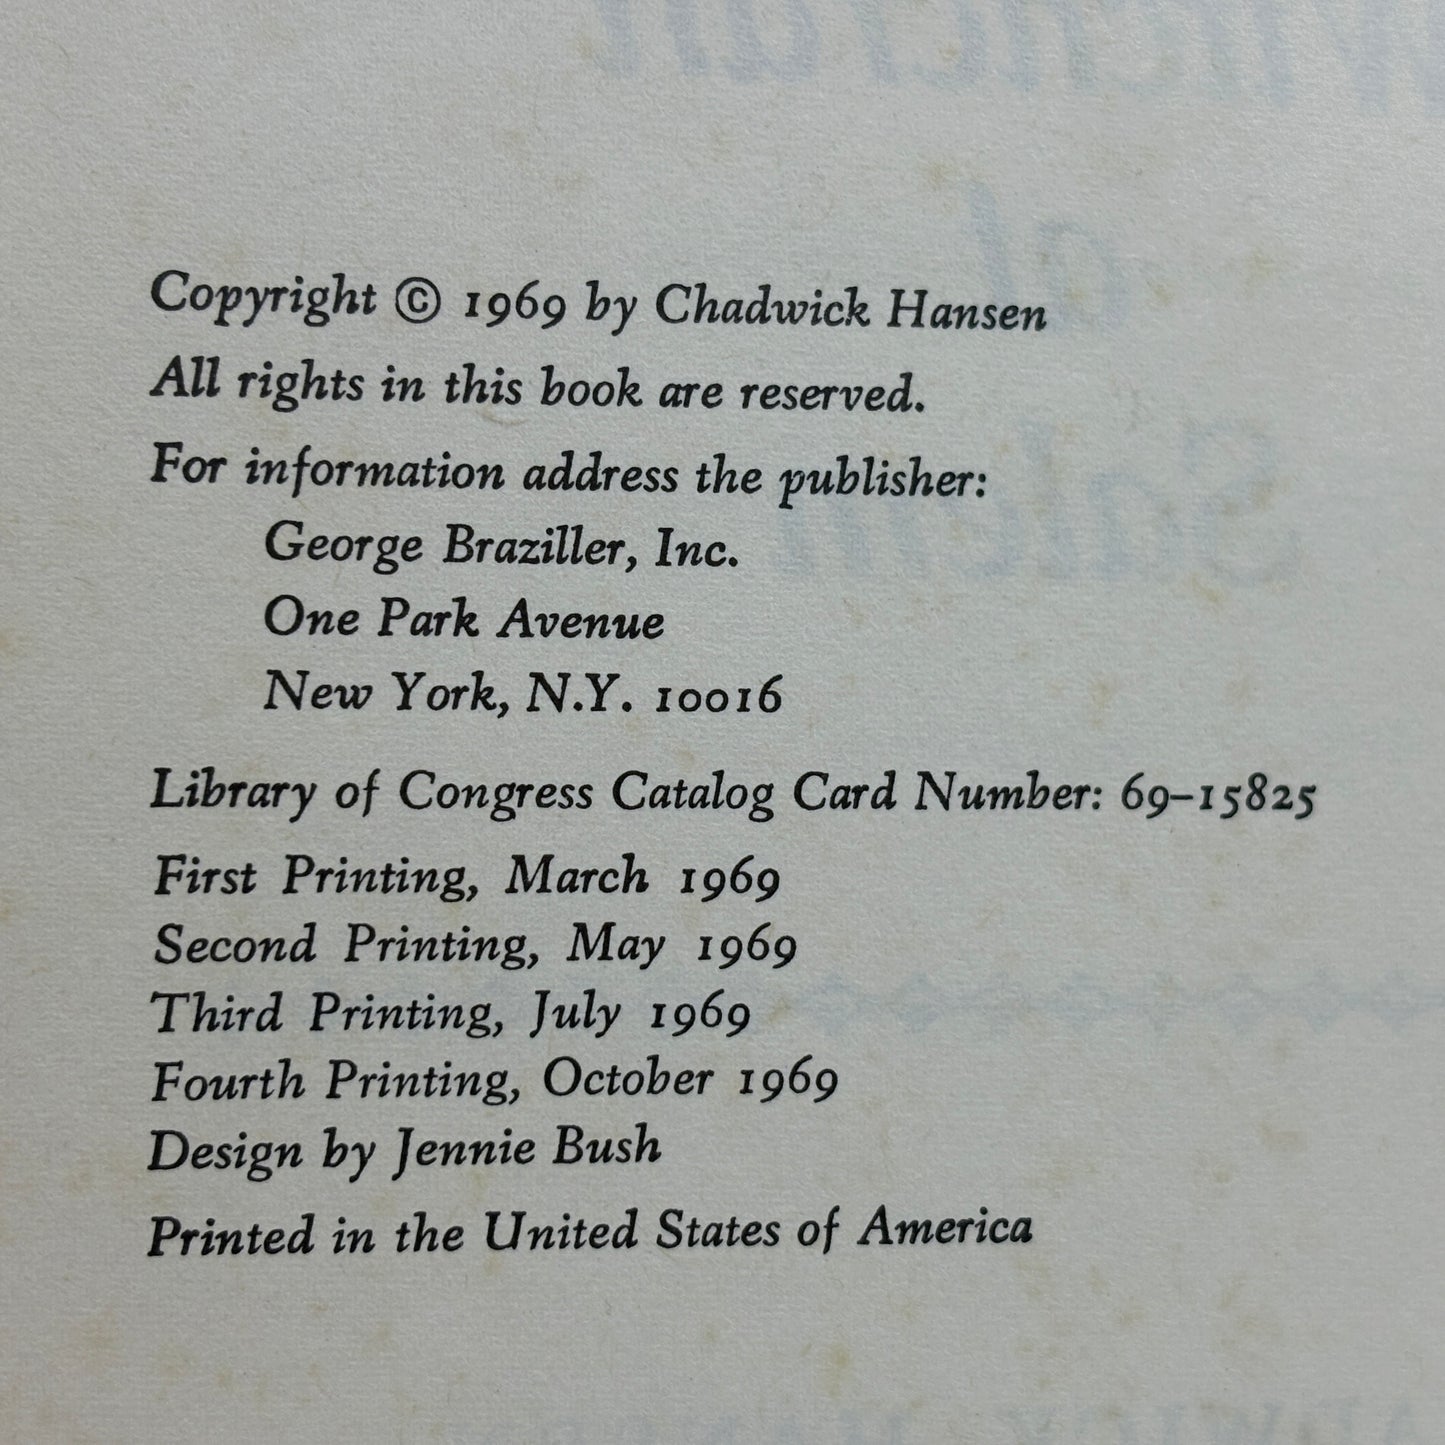 Copyright © 1969 by Chadwick Hansen
All rights in this book are reserved.
For information address the publisher:
George Braziller, Inc.
One Park Avenue
New York, N.Y. 10016
Library of Congress Catalog Card Number: 69–15825
First Printing, March 1969
Second Printing, May 1969
Third Printing, July 1969
Fourth Printing, October 1969
Design by Jennie Bush
Printed in the United States of America